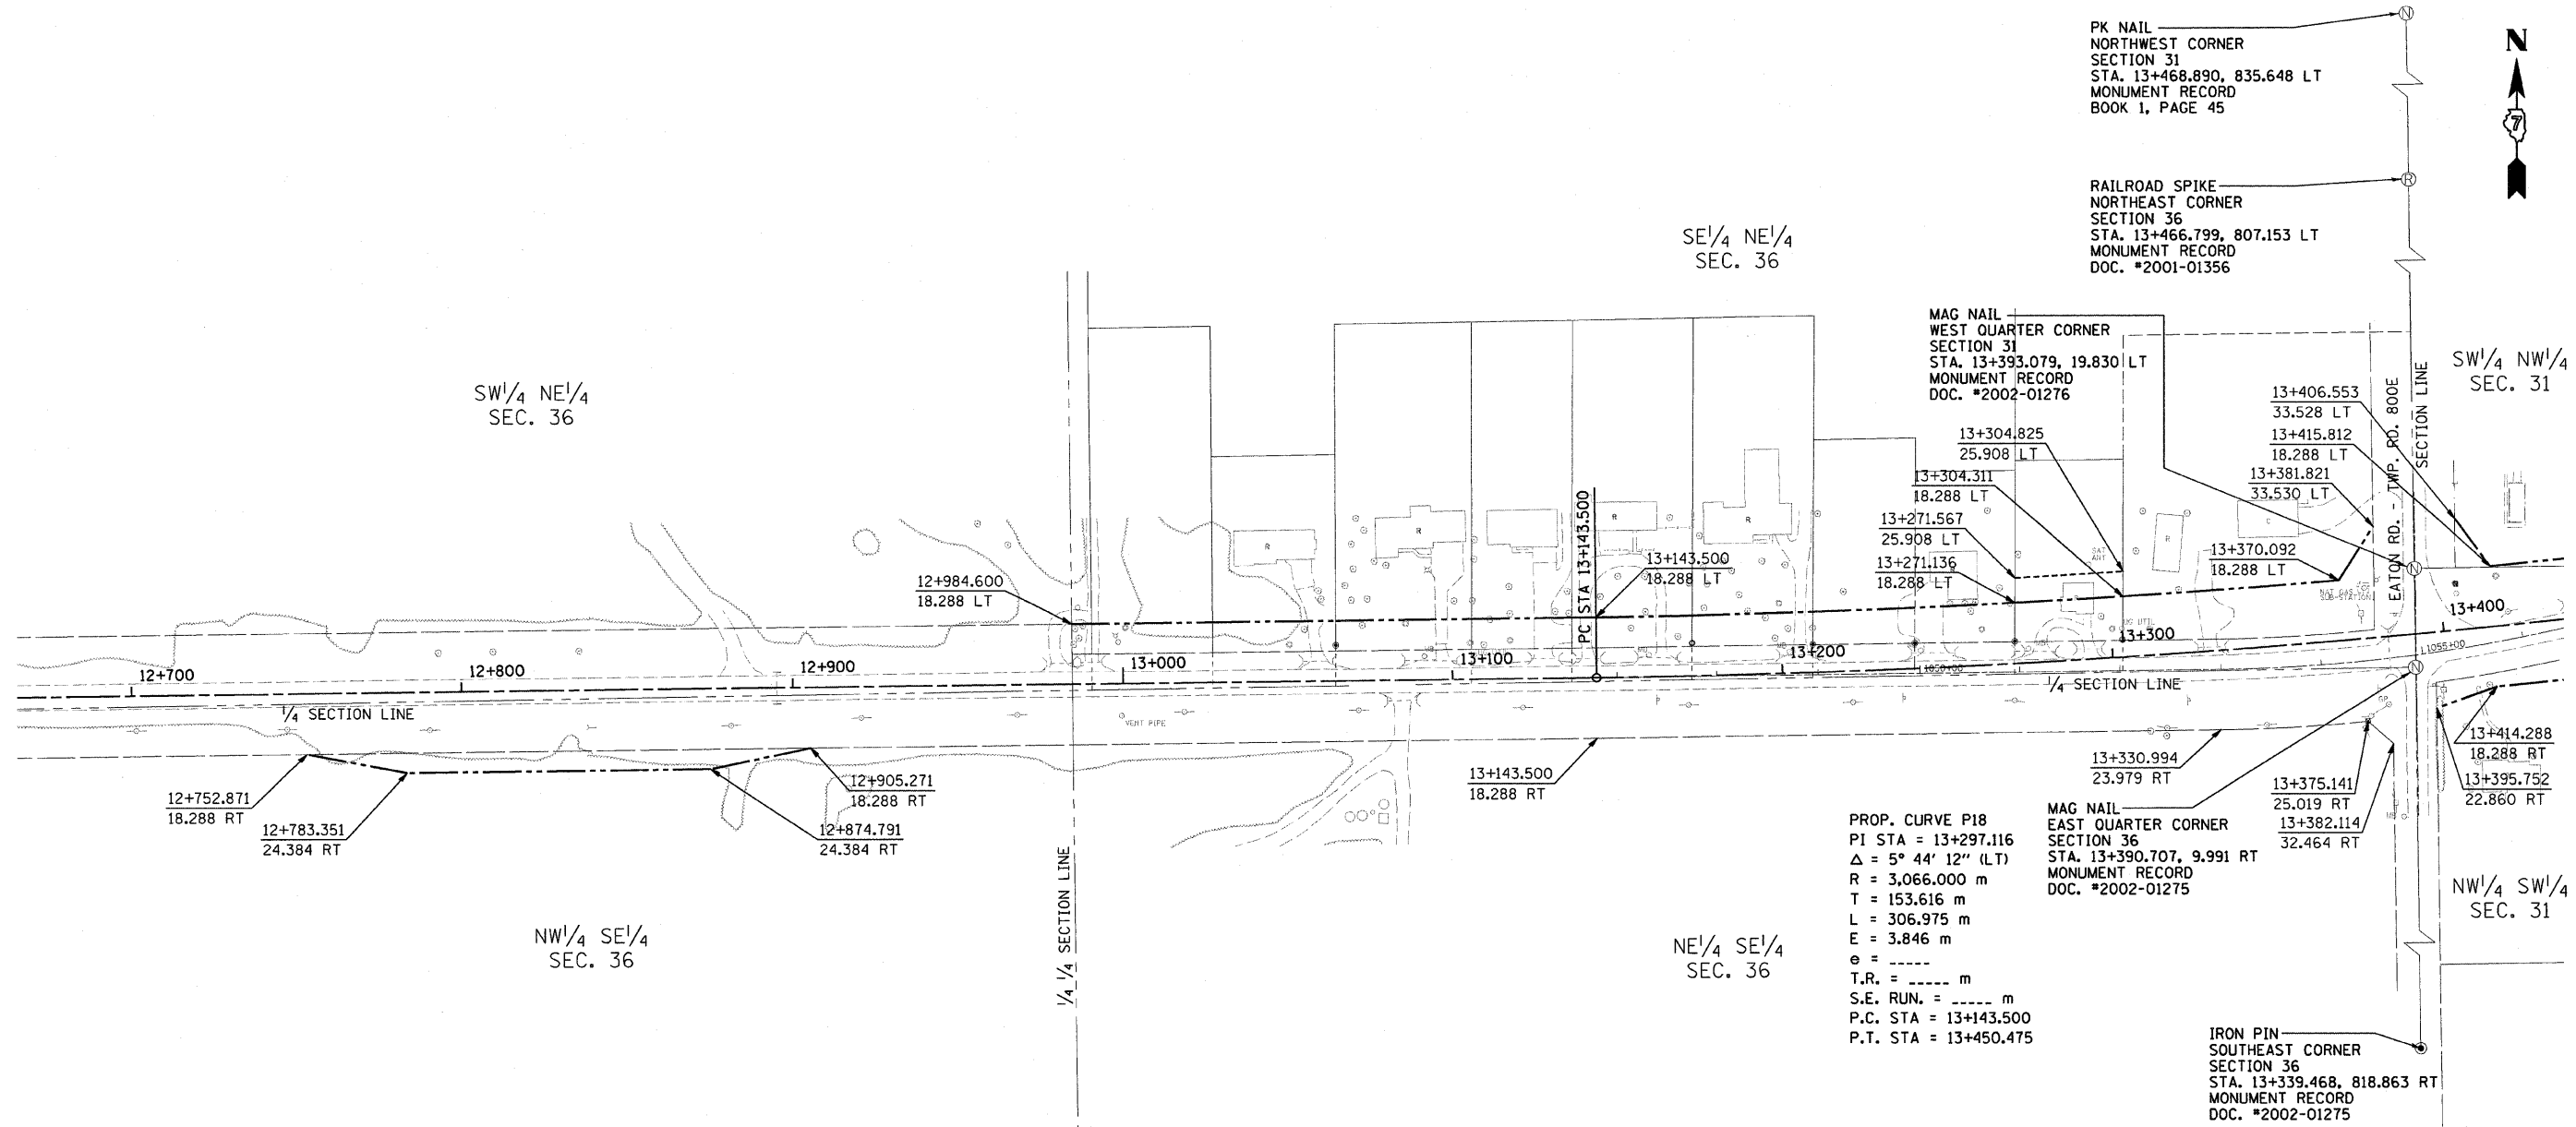 PK NAIL
NORTHWEST CORNER
SECTION 31
STA. 13+468.890, 835.648 LT
MONUMENT RECORD
BOOK 1, PAGE 45
N
7
RAILROAD SPIKE
NORTHEAST CORNER
SECTION 36
STA. 13+466.799, 807.153 LT
MONUMENT RECORD
DOC. #2001-01356
N
R
SE1/4 NE1/4
SEC. 36
MAG NAIL
WEST QUARTER CORNER
SECTION 31
STA. 13+393.079, 19.830 LT
MONUMENT RECORD
DOC. #2002-01276
SW1/4 NW1/4
SEC. 31
SW1/4 NE1/4
SEC. 36
13+406.553
33.528 LT
13+415.812
18.288 LT
13+381.821
33.530 LT
EATON RD. - TWP. RD. 800E
SECTION LINE
13+304.825
25.908 LT
13+304.311
18.288 LT
13+271.567
25.908 LT
13+271.136
18.288 LT
13+370.092
18.288 LT
PC STA 13+143.500
13+143.500
18.288 LT
12+984.600
18.288 LT
R
R
R
R
R
C
SAT
ANT
NAT GAS
SUB-STATION
UG UTIL
N
N
12+700
12+800
12+900
13+000
13+100
13+200
13+300
13+400
L1050+00
L1055+00
1/4 SECTION LINE
1/4 SECTION LINE
VENT PIPE
12+752.871
18.288 RT
12+783.351
24.384 RT
12+874.791
24.384 RT
12+905.271
18.288 RT
13+143.500
18.288 RT
13+330.994
23.979 RT
13+375.141
25.019 RT
13+382.114
32.464 RT
13+414.288
18.288 RT
13+395.752
22.860 RT
1/4 1/4 SECTION LINE
MAG NAIL
EAST QUARTER CORNER
SECTION 36
STA. 13+390.707, 9.991 RT
MONUMENT RECORD
DOC. #2002-01275
PROP. CURVE P18
PI STA = 13+297.116
Δ = 5° 44' 12" (LT)
R = 3,066.000 m
T = 153.616 m
L = 306.975 m
E = 3.846 m
e = -----
T.R. = ----- m
S.E. RUN. = ----- m
P.C. STA = 13+143.500
P.T. STA = 13+450.475
NW1/4 SE1/4
SEC. 36
NE1/4 SE1/4
SEC. 36
NW1/4 SW1/4
SEC. 31
IRON PIN
SOUTHEAST CORNER
SECTION 36
STA. 13+339.468, 818.863 RT
MONUMENT RECORD
DOC. #2002-01275